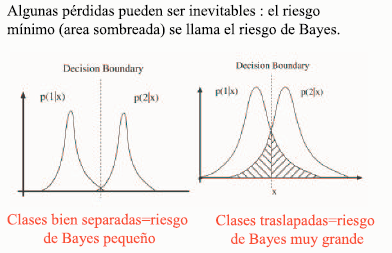 Algunas pérdidas pueden ser inevitables : el riesgo
mínimo (area sombreada) se llama el riesgo de Bayes.
Decision Boundary
p(1|x)
p(2|x)
Clases bien separadas=riesgo
de Bayes pequeño
Decision Boundary
p(1|x)
p(2|x)
x
Clases traslapadas=riesgo
de Bayes muy grande